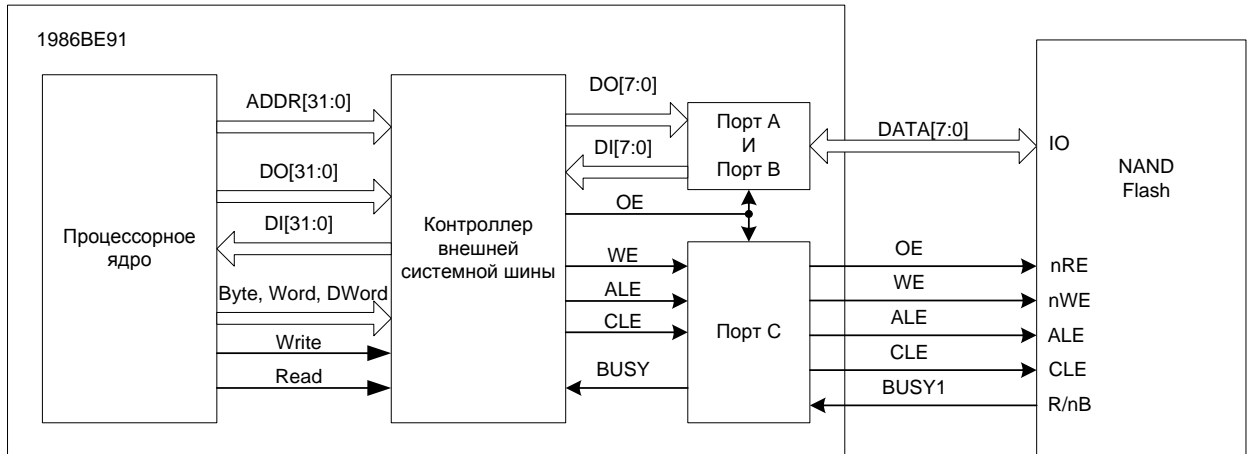 1986BE91
Процессорное
ядро
ADDR[31:0]
DO[31:0]
DI[31:0]
Byte, Word, DWord
Write
Read
Контроллер
внешней
системной шины
DO[7:0]
DI[7:0]
OE
WE
ALE
CLE
BUSY
Порт A
И
Порт B
Порт C
DATA[7:0]
OE
WE
ALE
CLE
BUSY1
IO
NAND
Flash
nRE
nWE
ALE
CLE
R/nB